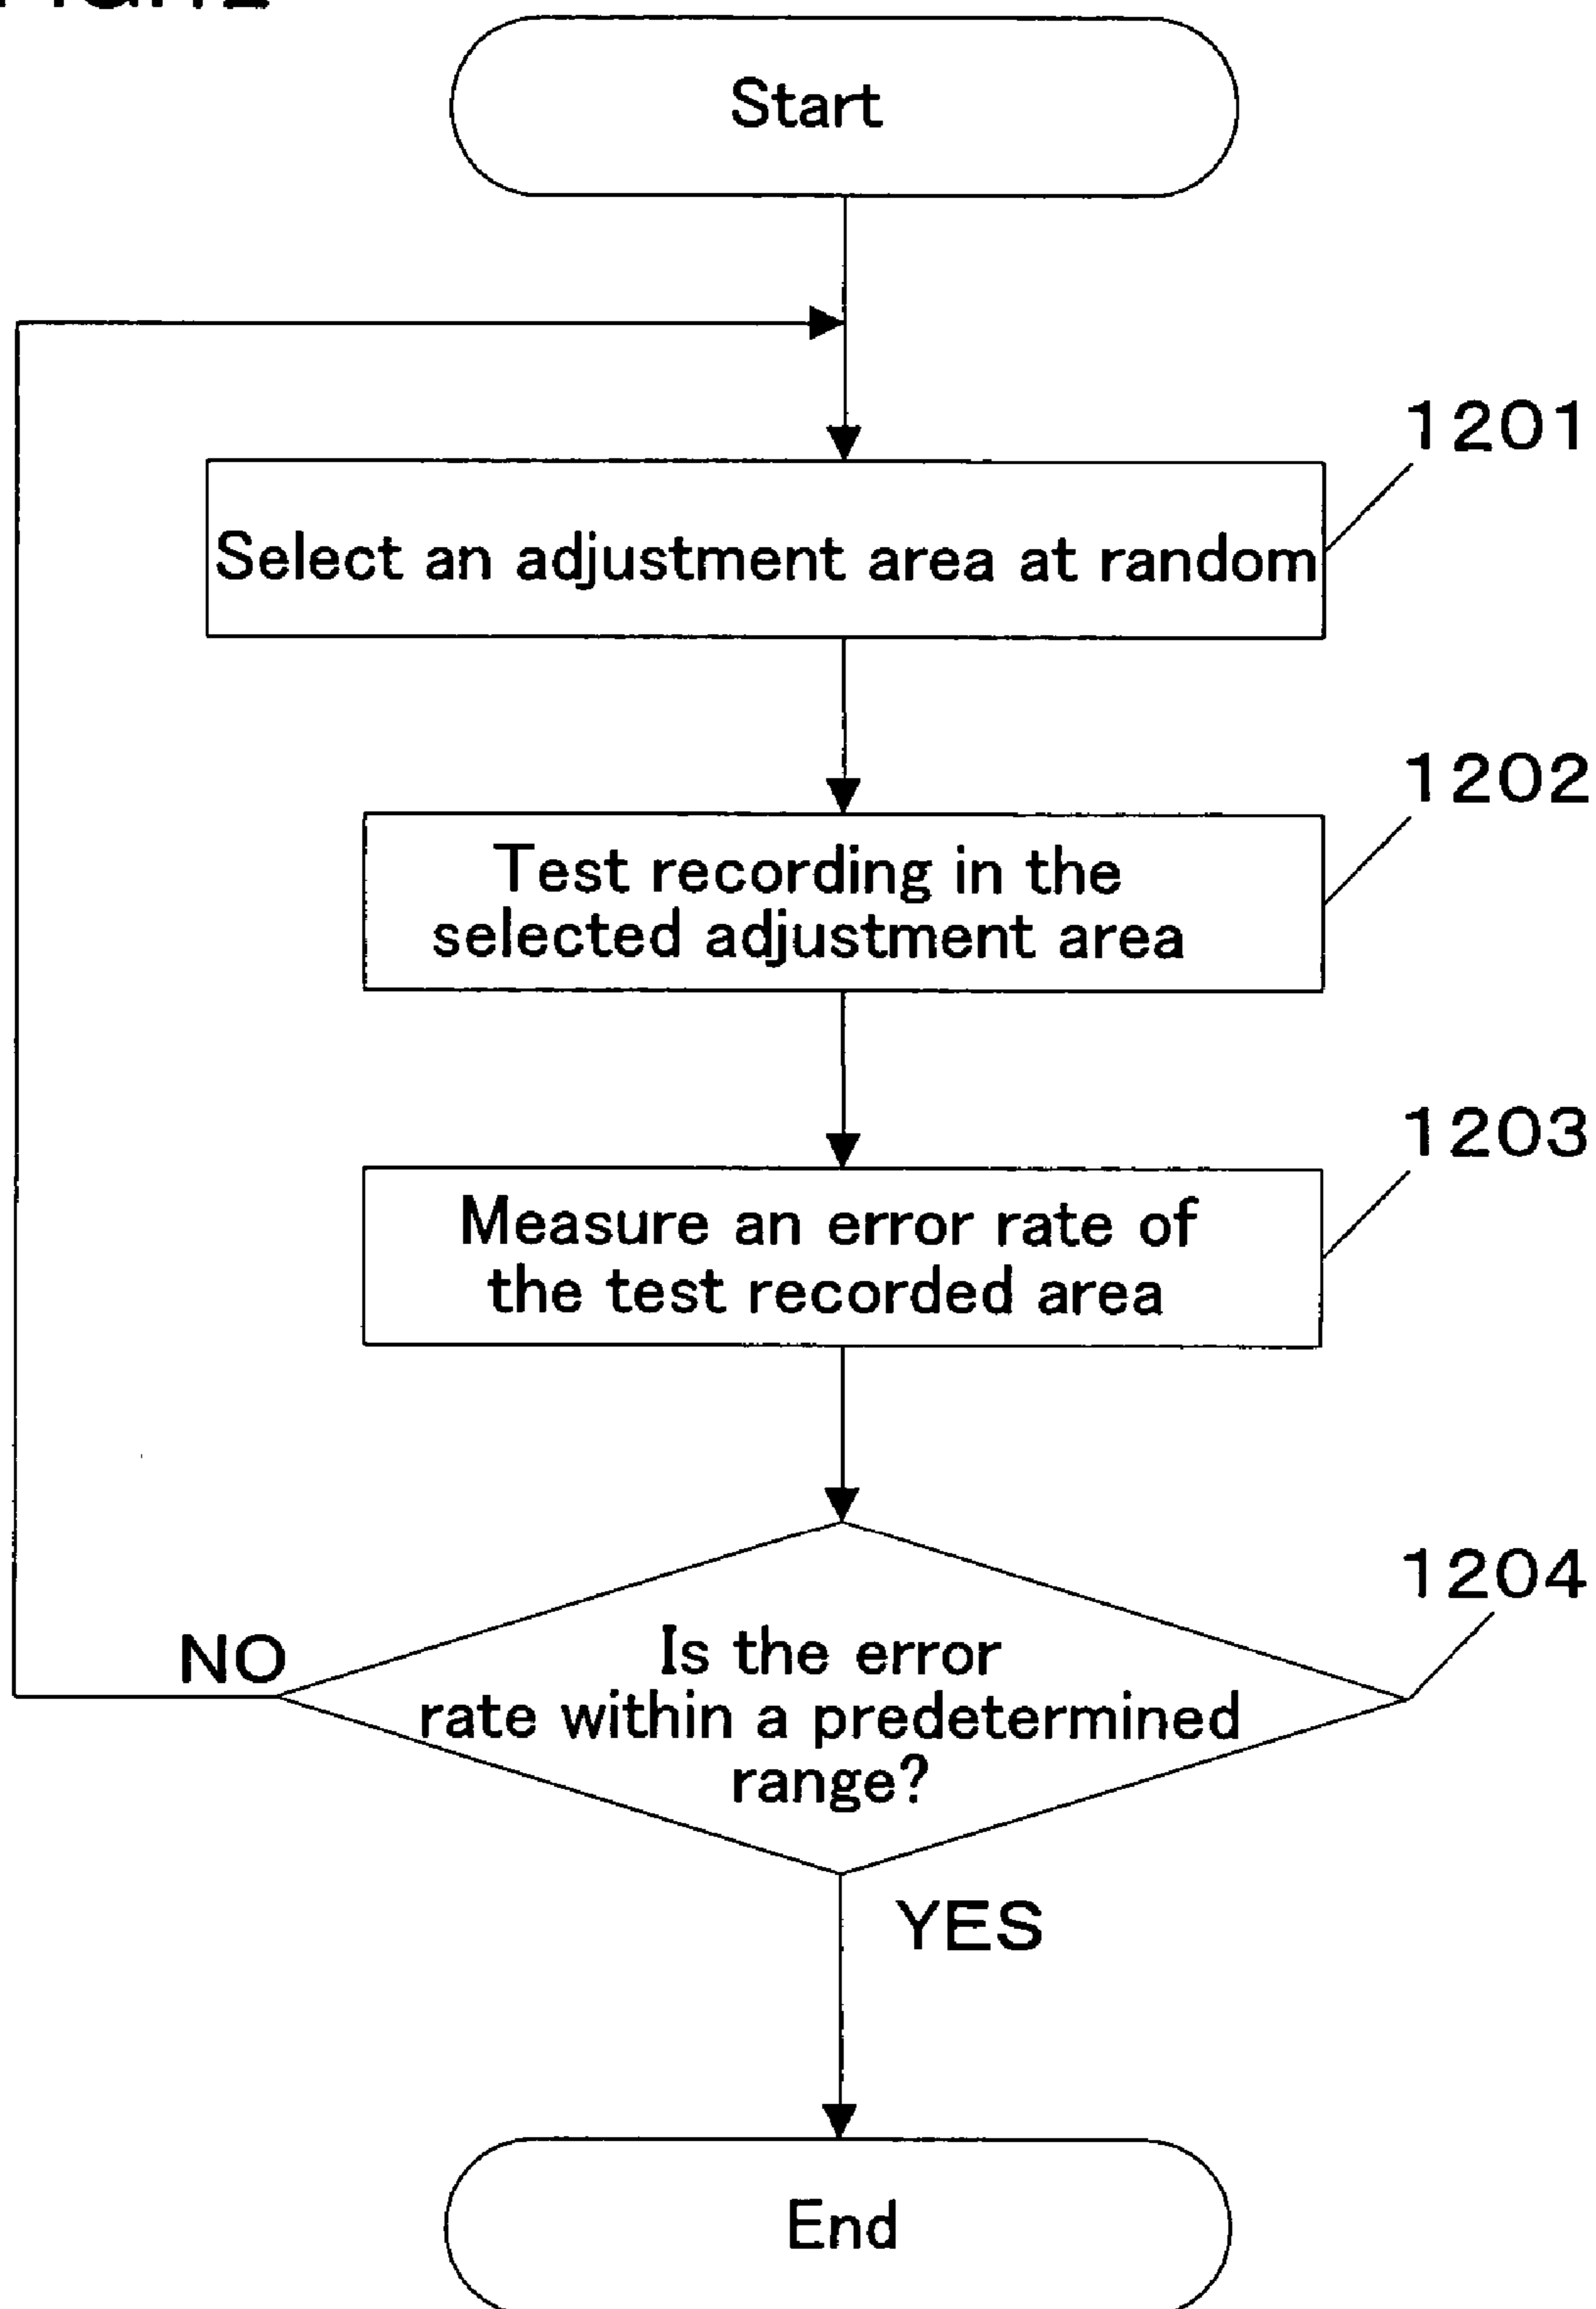 Start
1201
Select an adjustment area at random
1202
Test recording in the
selected adjustment area
1203
Measure an error rate of
the test recorded area
1204
NO
Is the error
rate within a predetermined
range?
YES
End